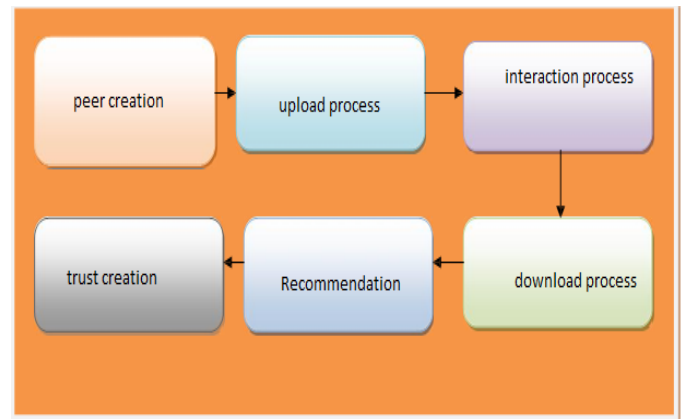 peer creation
upload process
interaction process
download process
Recommendation
trust creation